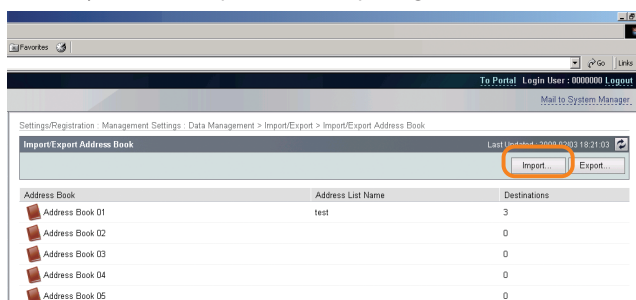 Favorites
Go Links
To Portal Login User : 0000000 Logout
Mail to System Manager
Settings/Registration : Management Settings : Data Management > Import/Export > Import/Export Address Book
Import/Export Address Book Last Updated : 2009 02/03 18:21:03
Import... Export...
Address Book Address List Name Destinations
Address Book 01 test 3
Address Book 02 0
Address Book 03 0
Address Book 04 0
Address Book 05 0